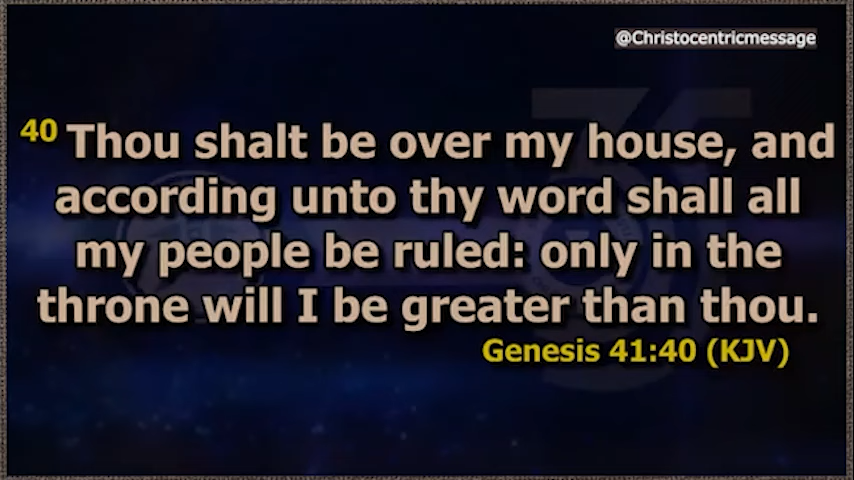 @Christocentricmessage
40 Thou shalt be over my house, and
according unto thy word shall all
my people be ruled: only in the
throne will I be greater than thou.
Genesis 41:40 (KJV)